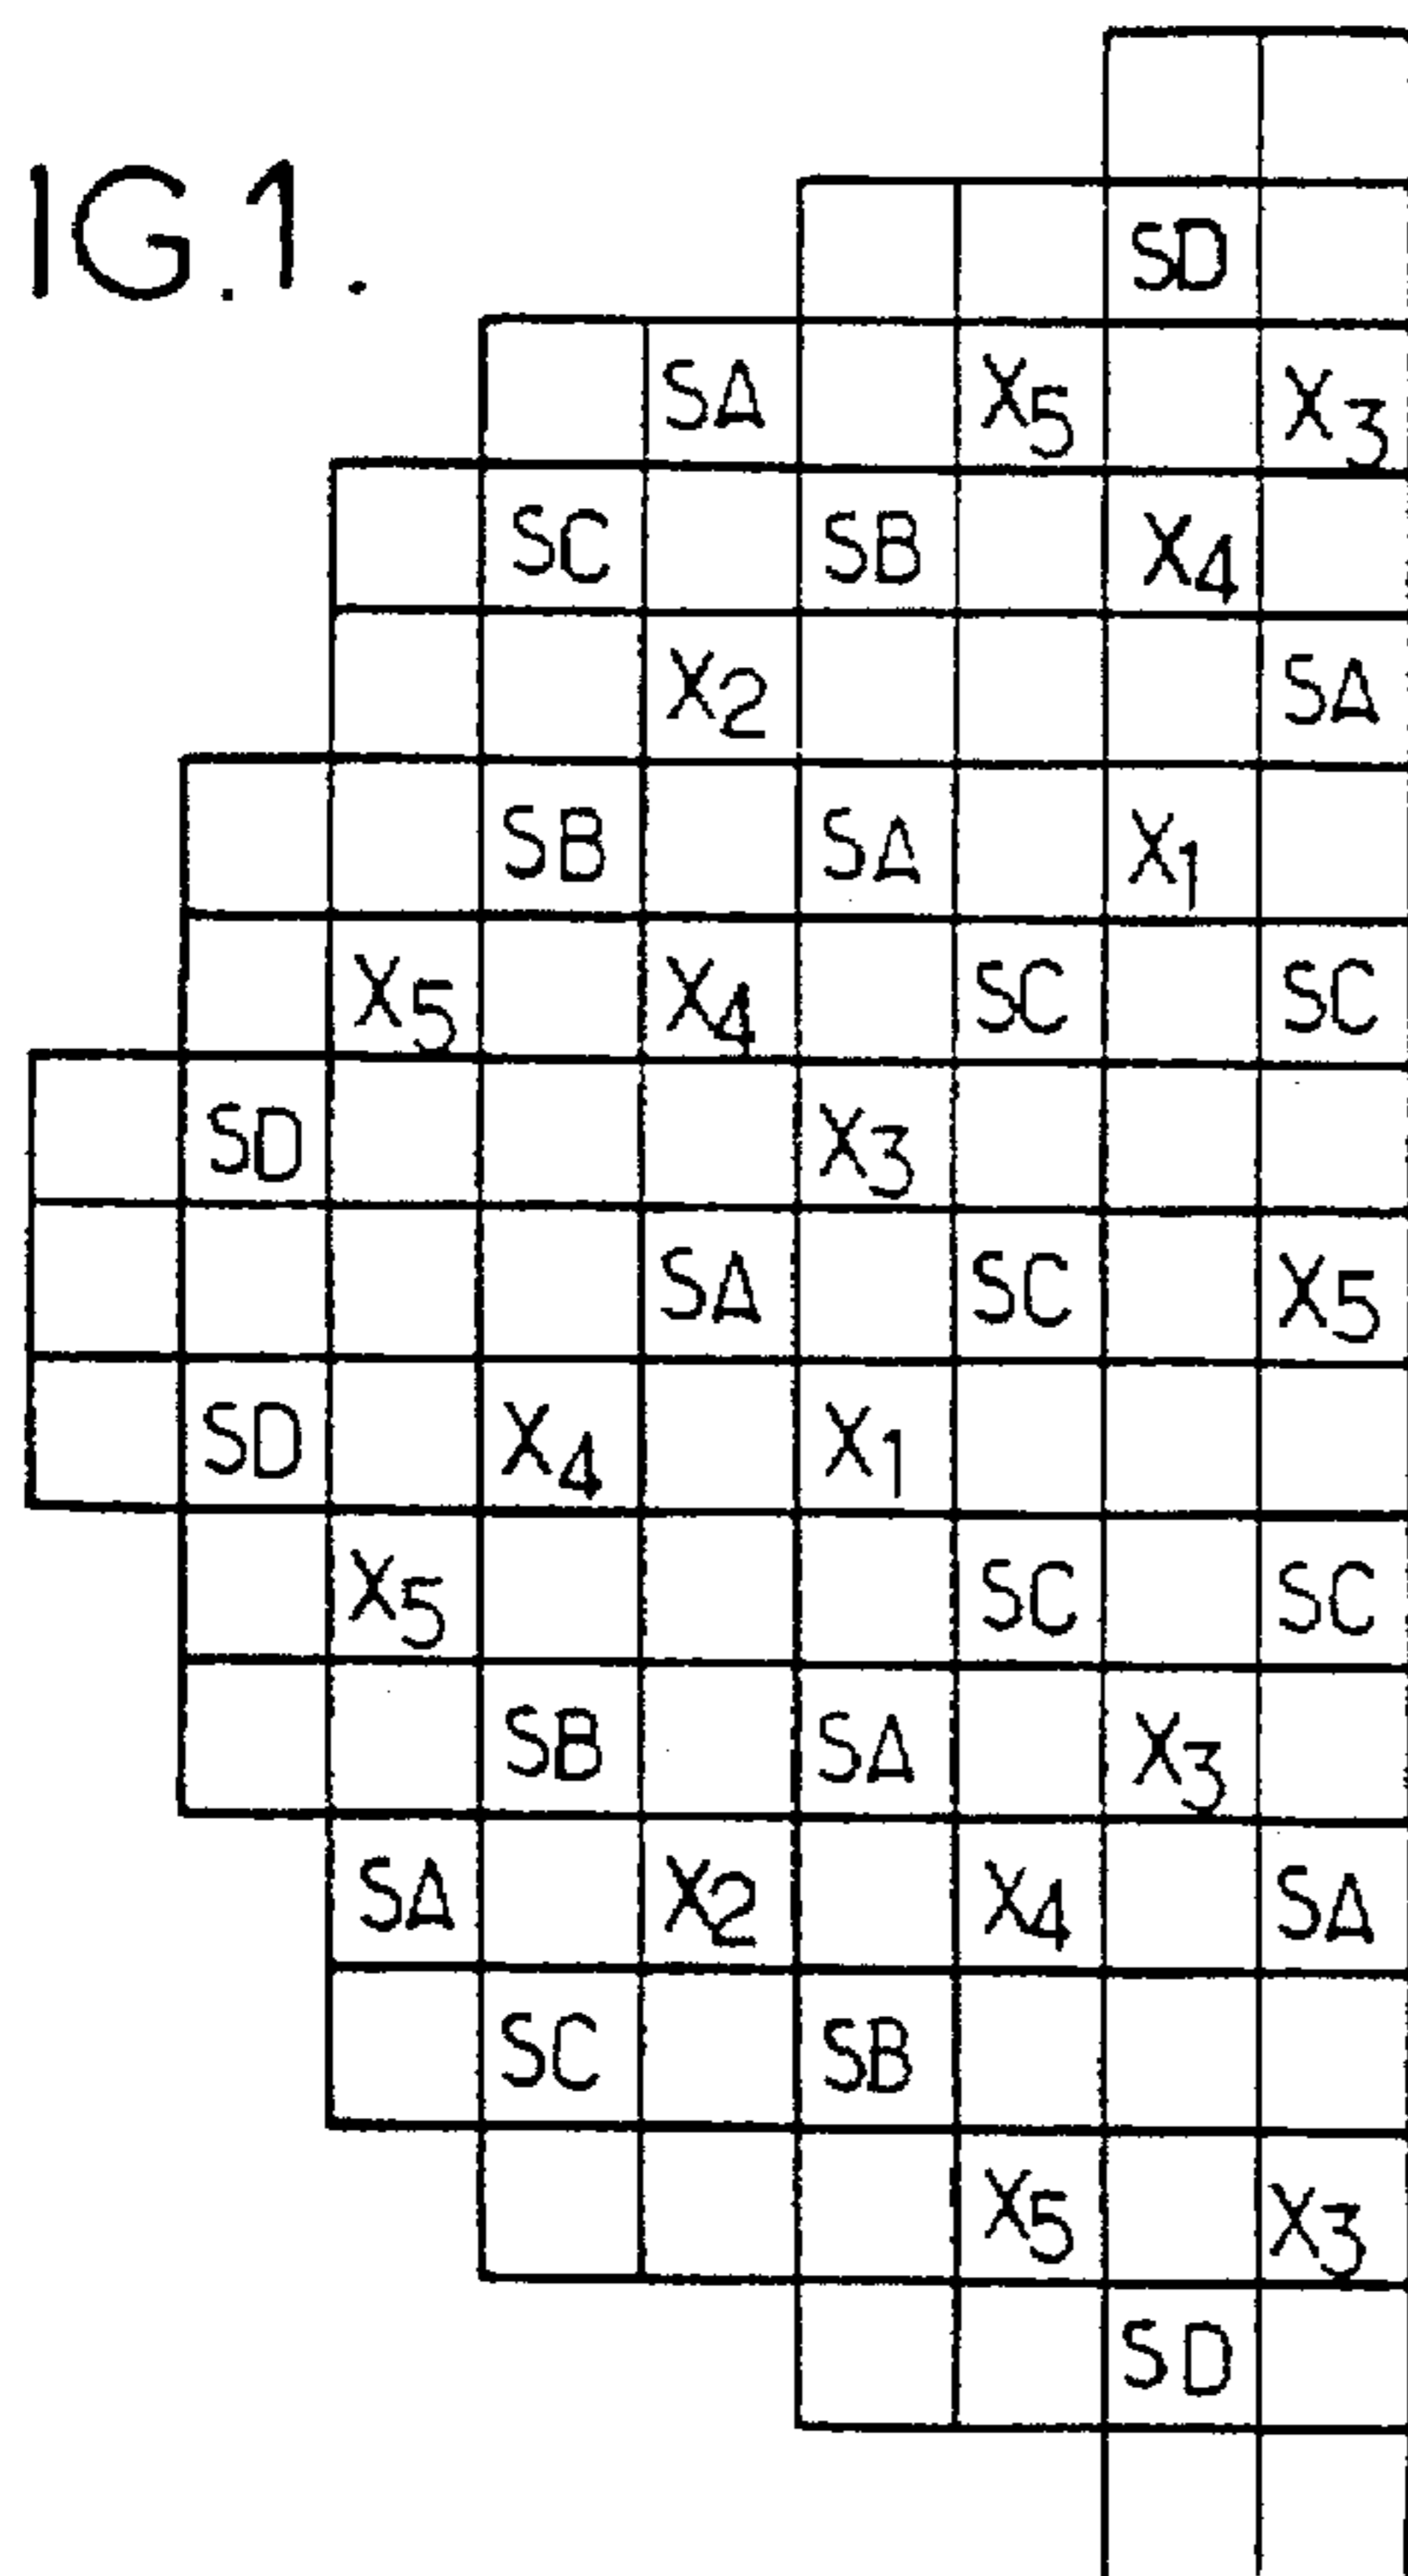 IG.1.
SD
SA X5 X3
SC SB X4
X2 SA
SB SA X1
X5 X4 SC SC
SD X3
SA SC X5
SD X4 X1
X5 SC SC
SB SA X3
SA X2 X4 SA
SC SB
X5 X3
SD